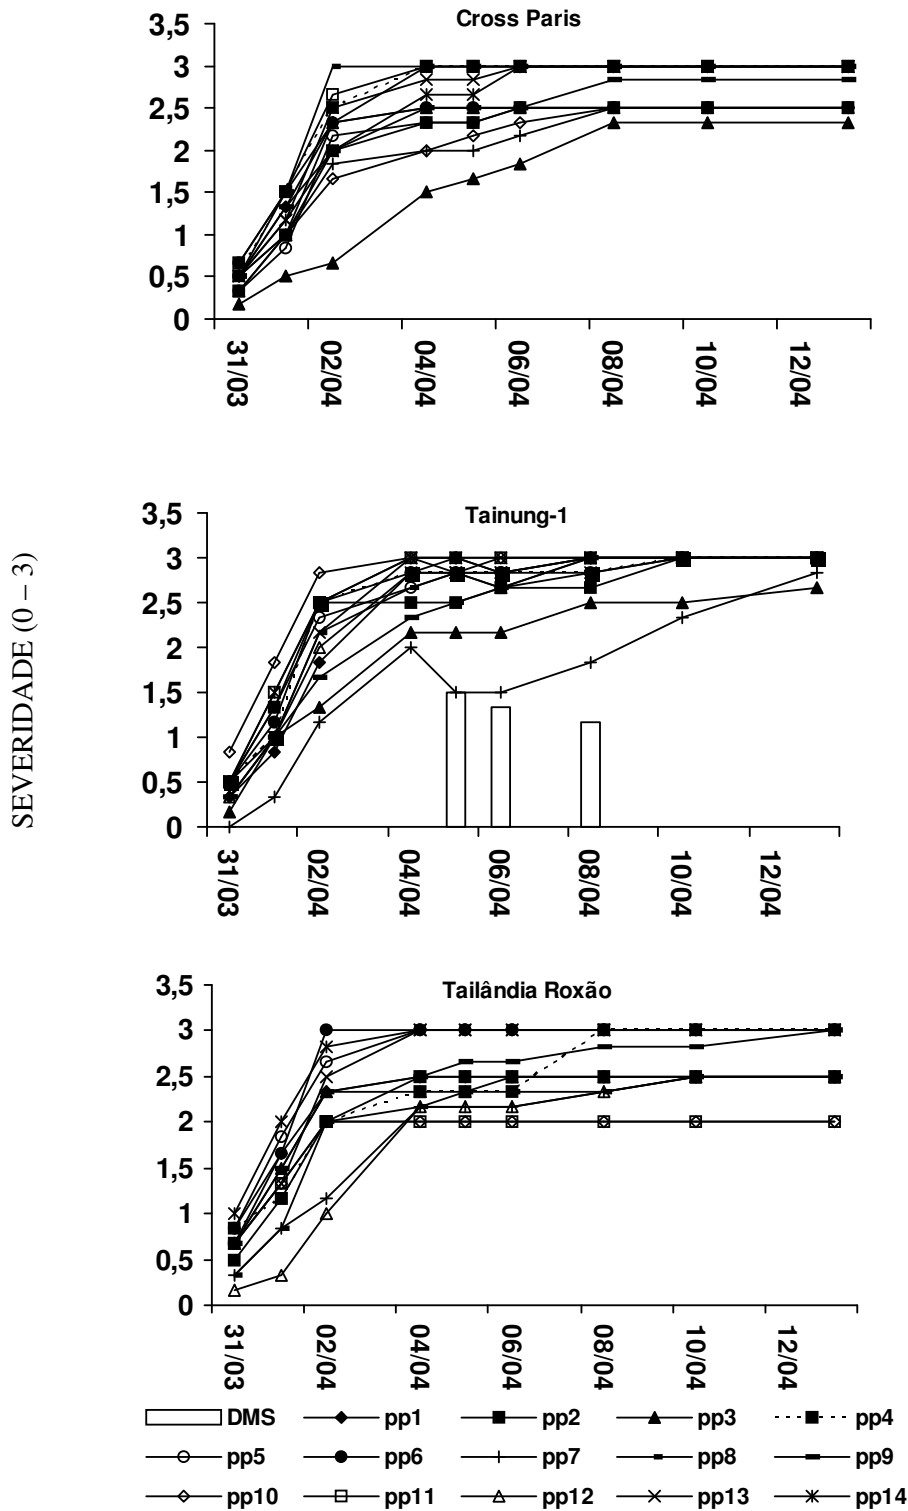 Cross Paris
3,5
3
2,5
2
1,5
1
0,5
0
31/03 02/04 04/04 06/04 08/04 10/04 12/04
SEVERIDADE (0 – 3)
Tainung-1
3,5
3
2,5
2
1,5
1
0,5
0
31/03 02/04 04/04 06/04 08/04 10/04 12/04
Tailândia Roxão
3,5
3
2,5
2
1,5
1
0,5
0
31/03 02/04 04/04 06/04 08/04 10/04 12/04
DMS pp1 pp2 pp3 pp4
pp5 pp6 pp7 pp8 pp9
pp10 pp11 pp12 pp13 pp14